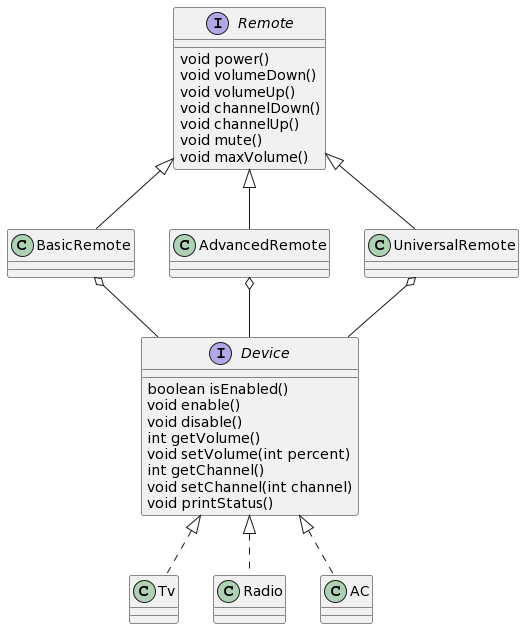 I Remote
void power()
void volumeDown()
void volumeUp()
void channelDown()
void channelUp()
void mute()
void maxVolume()
C BasicRemote
C AdvancedRemote
C UniversalRemote
I Device
boolean isEnabled()
void enable()
void disable()
int getVolume()
void setVolume(int percent)
int getChannel()
void setChannel(int channel)
void printStatus()
C Tv
C Radio
C AC